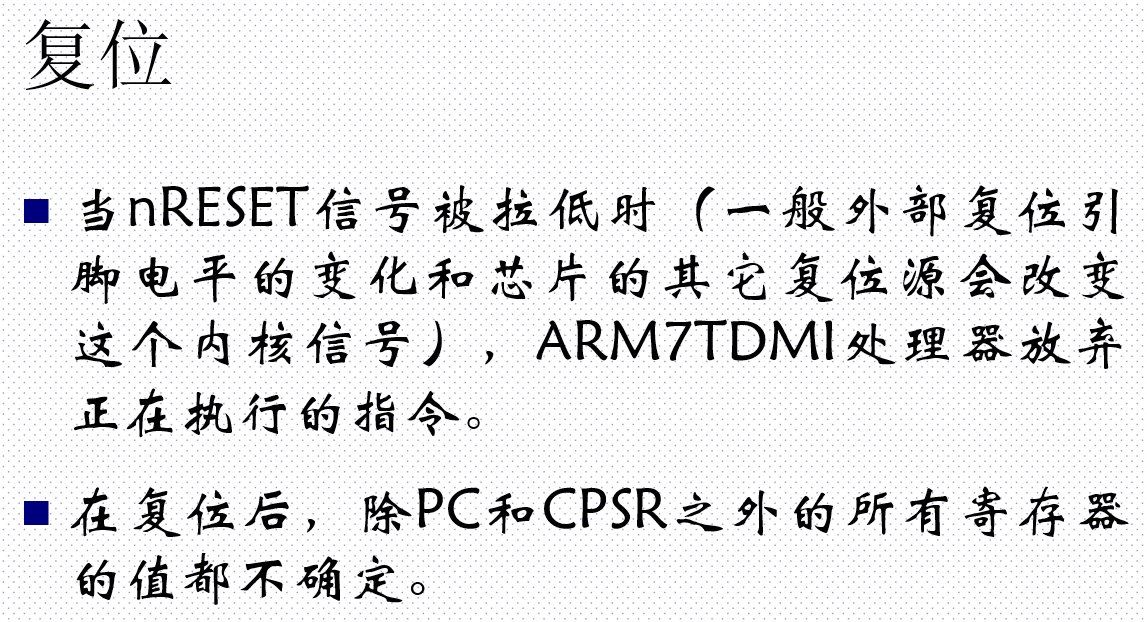 复位
当nRESET信号被拉低时（一般外部复位引
脚电平的变化和芯片的其它复位源会改变
这个内核信号），ARM7TDMI处理器放弃
正在执行的指令。
在复位后，除PC和CPSR之外的所有寄存器
的值都不确定。